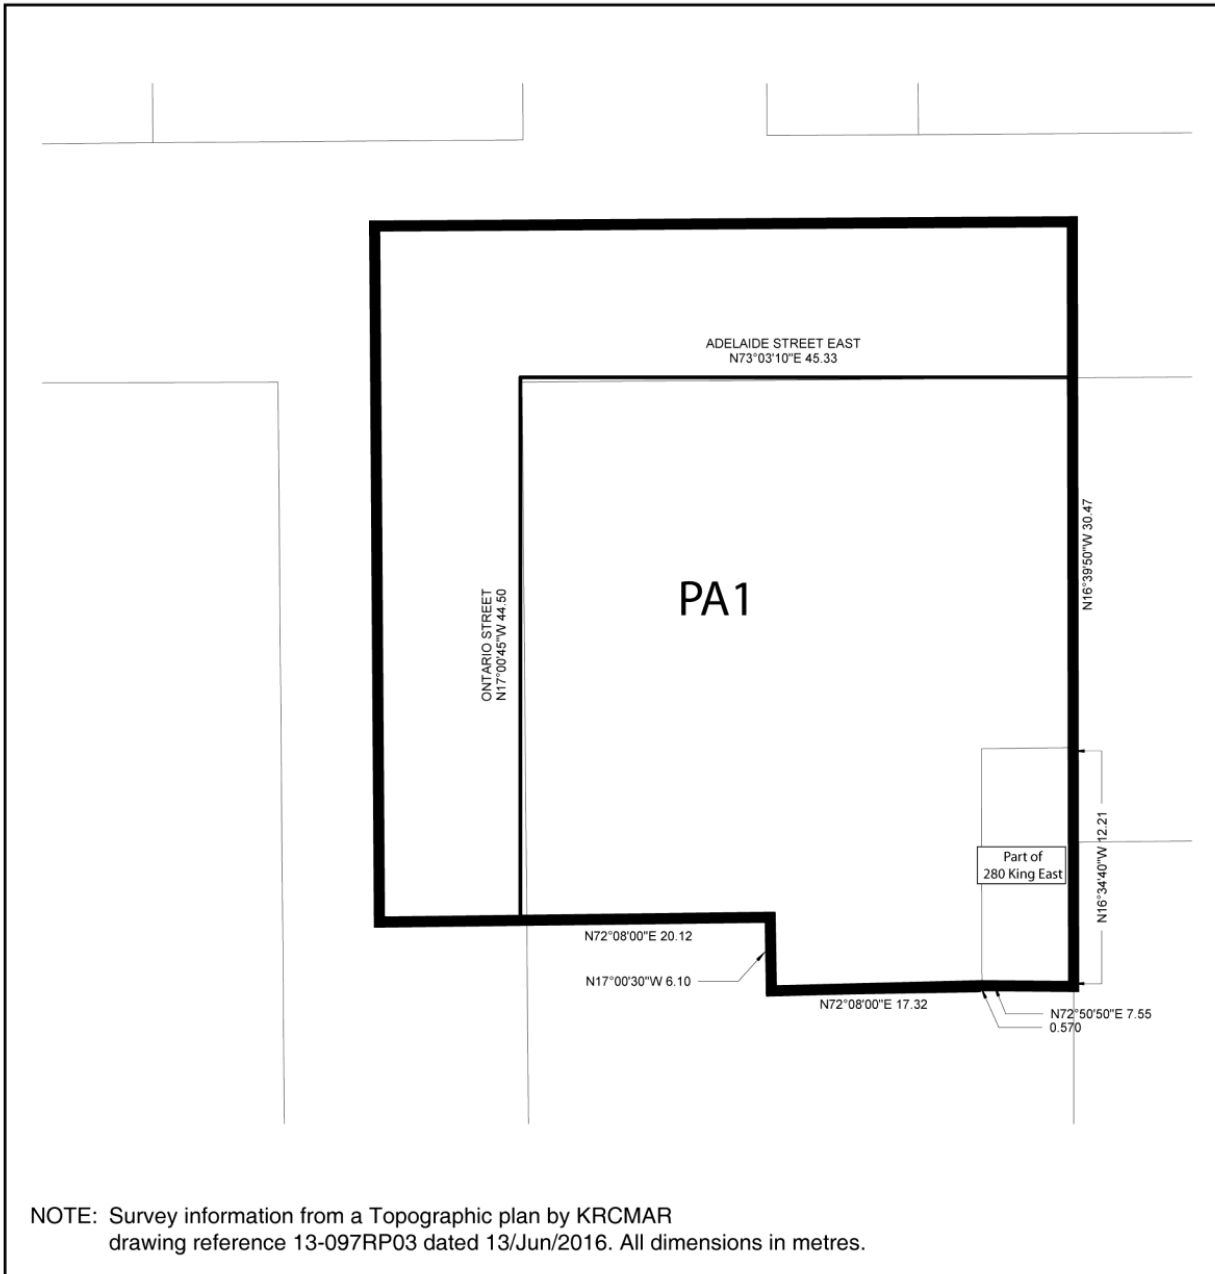 ADELAIDE STREET EAST
N73°03'10"E 45.33
N16°39'50"W 30.47
PA1
ONTARIO STREET
N17°00'45"W 44.50
Part of
280 King East
N16°34'40"W 12.21
N72°08'00"E 20.12
N17°00'30"W 6.10
N72°08'00"E 17.32
N72°50'50"E 7.55
0.570
NOTE: Survey information from a Topographic plan by KRCMAR
drawing reference 13-097RP03 dated 13/Jun/2016. All dimensions in metres.